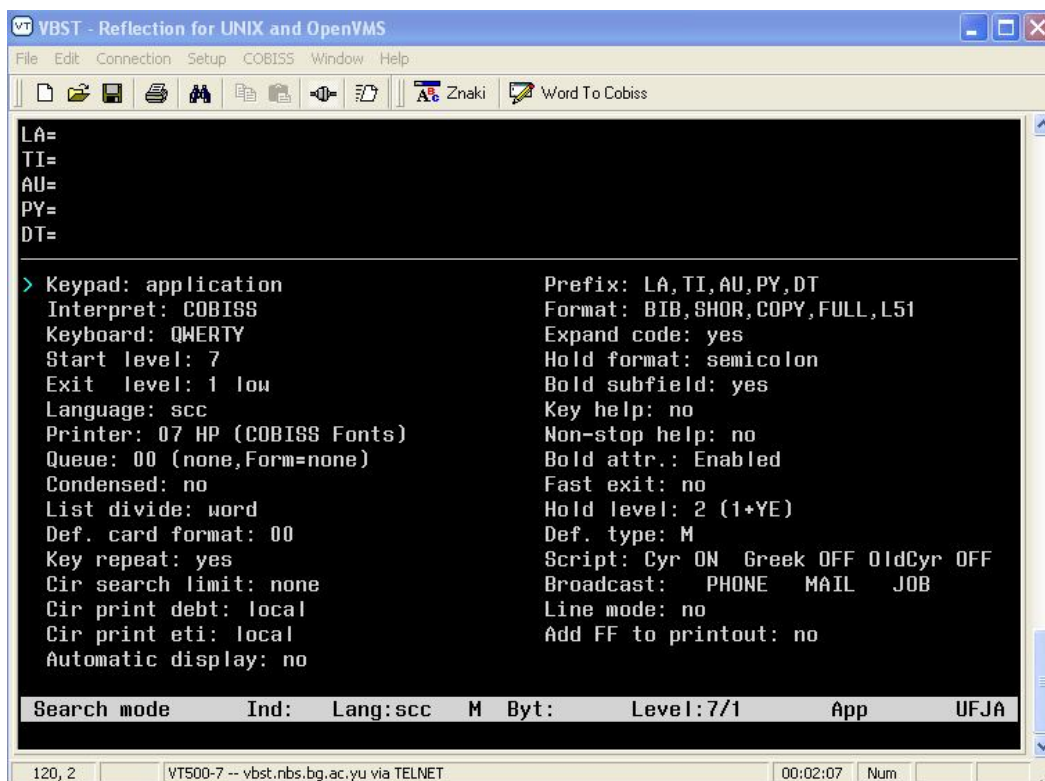 VT VBST - Reflection for UNIX and OpenVMS
File Edit Connection Setup COBISS Window Help
Znaki Word To Cobiss
LA=
TI=
AU=
PY=
DT=
> Keypad: application Prefix: LA,TI,AU,PY,DT
Interpret: COBISS Format: BIB,SHOR,COPY,FULL,L51
Keyboard: QWERTY Expand code: yes
Start level: 7 Hold format: semicolon
Exit level: 1 low Bold subfield: yes
Language: scc Key help: no
Printer: 07 HP (COBISS Fonts) Non-stop help: no
Queue: 00 (none,Form=none) Bold attr.: Enabled
Condensed: no Fast exit: no
List divide: word Hold level: 2 (1+YE)
Def. card format: 00 Def. type: M
Key repeat: yes Script: Cyr ON Greek OFF OldCyr OFF
Cir search limit: none Broadcast: PHONE MAIL JOB
Cir print debt: local Line mode: no
Cir print eti: local Add FF to printout: no
Automatic display: no
Search mode Ind: Lang:scc M Byt: Level:7/1 App UFJA
120, 2 VT500-7 -- vbst.nbs.bg.ac.yu via TELNET 00:02:07 Num